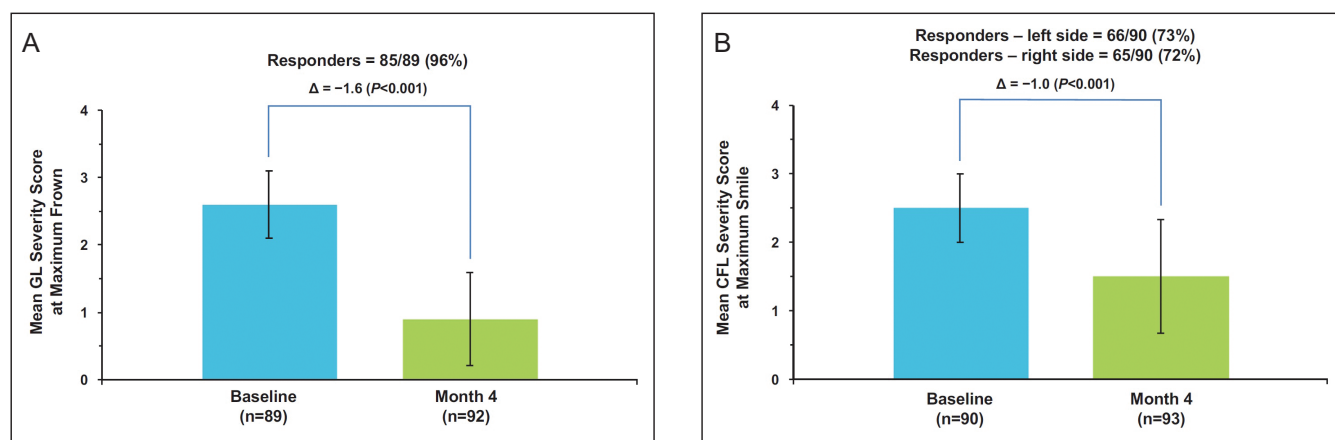 A
Responders = 85/89 (96%)
Δ = −1.6 (P<0.001)
Mean GL Severity Score
at Maximum Frown
4
3
2
1
0
Baseline
(n=89)
Month 4
(n=92)
B
Responders – left side = 66/90 (73%)
Responders – right side = 65/90 (72%)
Δ = −1.0 (P<0.001)
Mean CFL Severity Score
at Maximum Smile
4
3
2
1
0
Baseline
(n=90)
Month 4
(n=93)